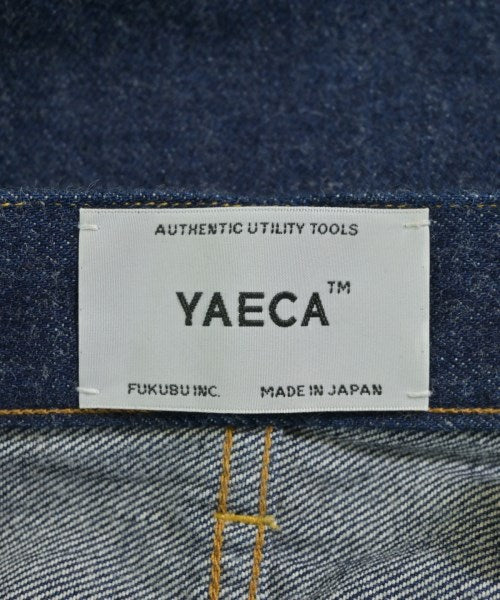 AUTHENTIC UTILITY TOOLS
YAECA™
FUKUBU INC. MADE IN JAPAN